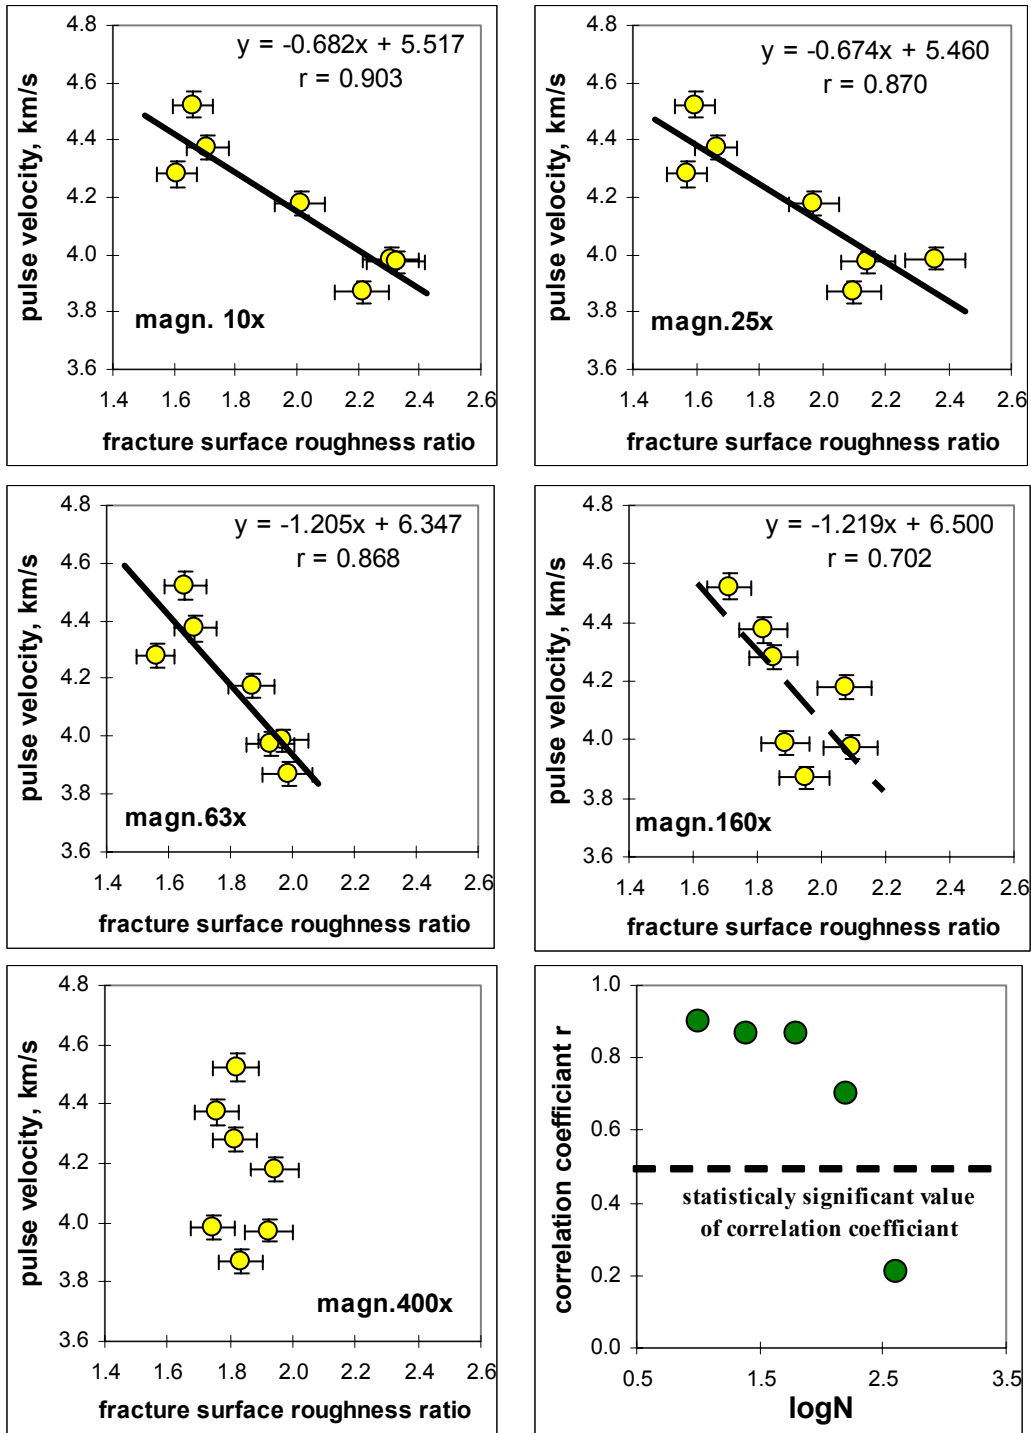 4.8
4.6
4.4
4.2
4.0
3.8
3.6
pulse velocity, km/s
y = -0.682x + 5.517
r = 0.903
magn. 10x
1.4 1.6 1.8 2.0 2.2 2.4 2.6
fracture surface roughness ratio
4.8
4.6
4.4
4.2
4.0
3.8
3.6
pulse velocity, km/s
y = -0.674x + 5.460
r = 0.870
magn.25x
1.4 1.6 1.8 2.0 2.2 2.4 2.6
fracture surface roughness ratio
4.8
4.6
4.4
4.2
4.0
3.8
3.6
pulse velocity, km/s
y = -1.205x + 6.347
r = 0.868
magn.63x
1.4 1.6 1.8 2.0 2.2 2.4 2.6
fracture surface roughness ratio
4.8
4.6
4.4
4.2
4.0
3.8
3.6
pulse velocity, km/s
y = -1.219x + 6.500
r = 0.702
magn.160x
1.4 1.6 1.8 2.0 2.2 2.4 2.6
fracture surface roughness ratio
4.8
4.6
4.4
4.2
4.0
3.8
3.6
pulse velocity, km/s
magn.400x
1.4 1.6 1.8 2.0 2.2 2.4 2.6
fracture surface roughness ratio
1.0
0.8
0.6
0.4
0.2
0.0
correlation coefficiant r
statisticaly significant value
of correlation coefficiant
0.5 1.5 2.5 3.5
logN